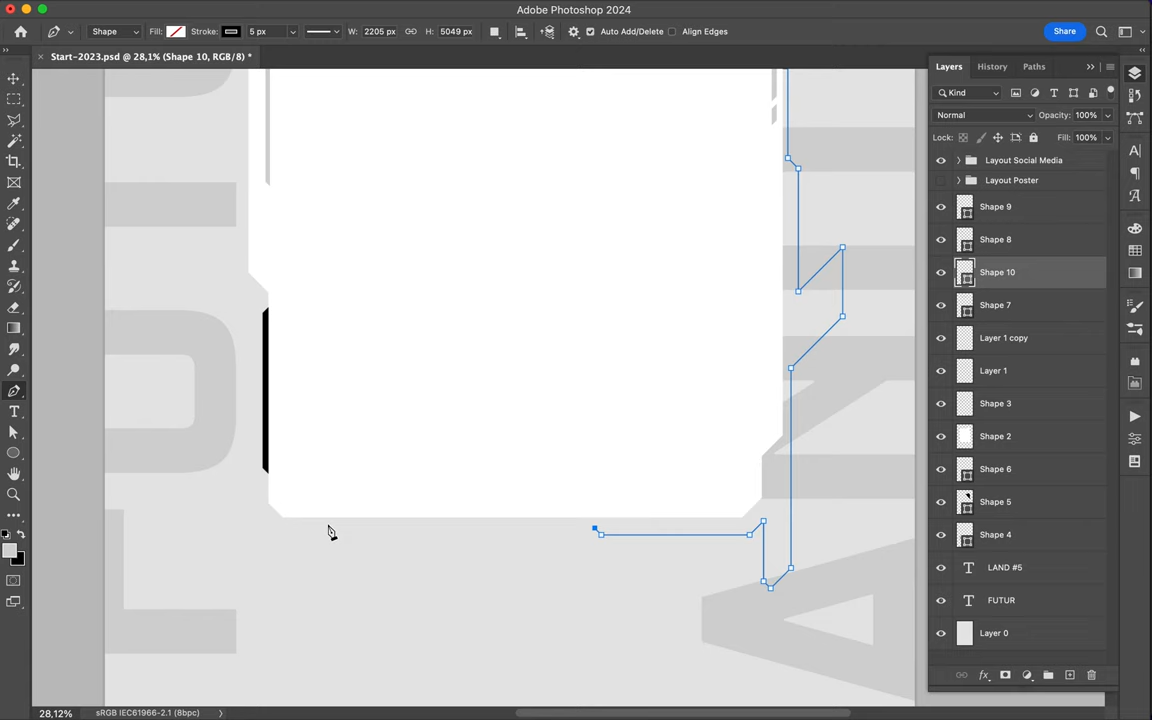 Adobe Photoshop 2024
Shape Fill: Stroke: 5 px W: 2205 px H: 5049 px Auto Add/Delete Align Edges Share
Start-2023.psd @ 28,1% (Shape 10, RGB/8) *
Layers History Paths
Kind
Normal Opacity: 100%
Lock: Fill: 100%
Layout Social Media
Layout Poster
Shape 9
Shape 8
Shape 10
Shape 7
Layer 1 copy
Layer 1
Shape 3
Shape 2
Shape 6
Shape 5
Shape 4
LAND #5
FUTUR
Layer 0
28,12% sRGB IEC61966-2.1 (8bpc)